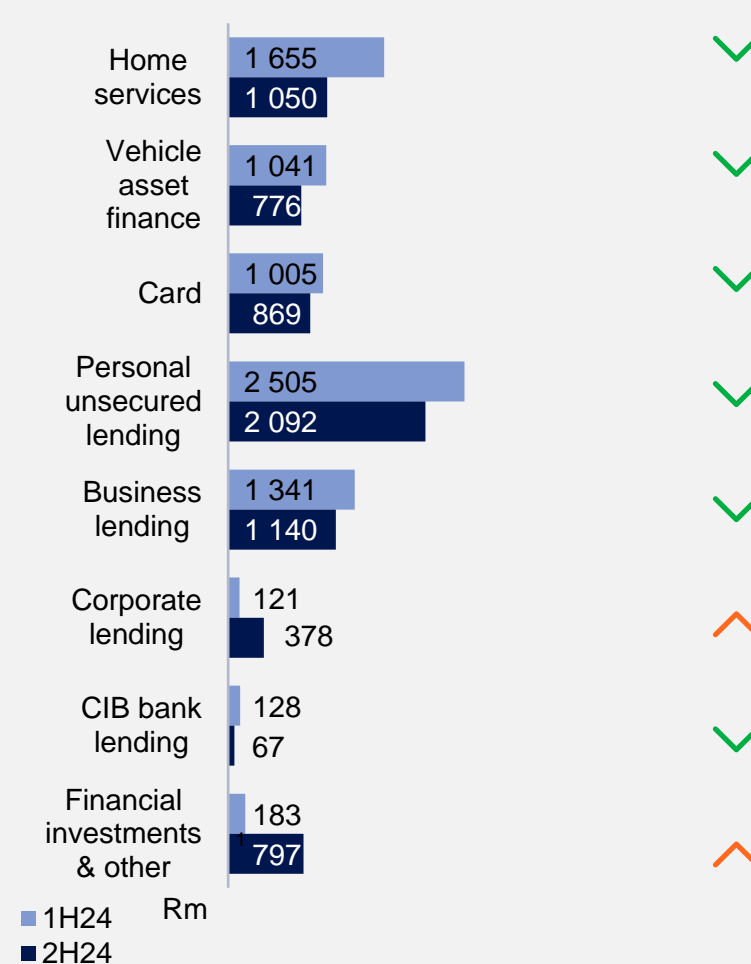 Home
services
1 655
1 050
Vehicle
asset
finance
1 041
776
Card
1 005
869
Personal
unsecured
lending
2 505
2 092
Business
lending
1 341
1 140
Corporate
lending
121
378
CIB bank
lending
128
67
Financial
investments
& other
183
1
797
Rm
1H24
2H24